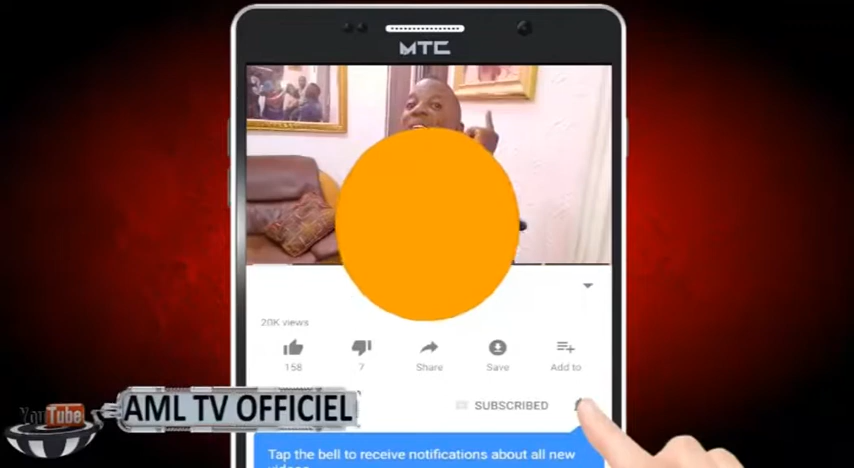 MTC
20K views
158
7
Share
Save
Add to
SUBSCRIBED
YouTube
AML TV OFFICIEL
Tap the bell to receive notifications about all new
videos